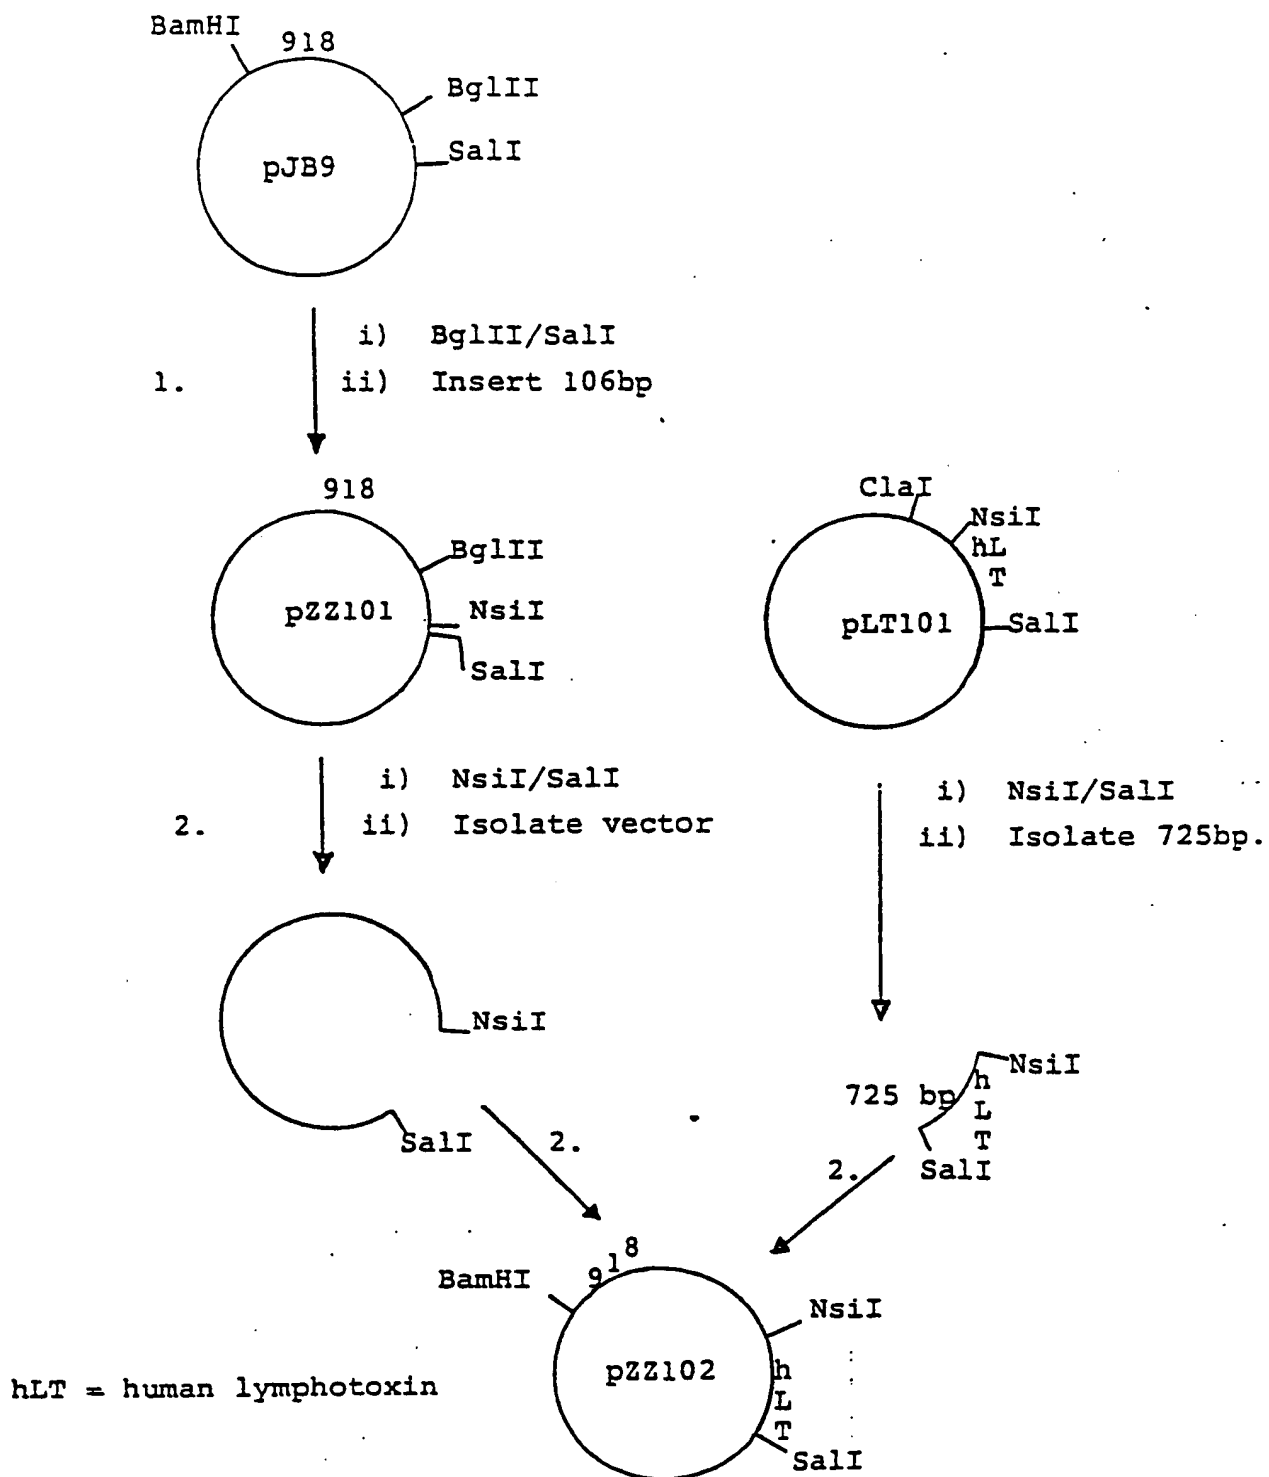 BamHI
918
BglII
SalI
pJB9
i) BglII/SalI
1.
ii) Insert 106bp
918
BglII
pZZ101
NsiI
SalI
ClaI
NsiI
hL
T
pLT101
SalI
i) NsiI/SalI
2.
ii) Isolate vector
i) NsiI/SalI
ii) Isolate 725bp.
NsiI
SalI
2.
NsiI
725 bp
h
L
T
SalI
2.
BamHI
918
NsiI
pZZ102
h
L
T
SalI
hLT = human lymphotoxin